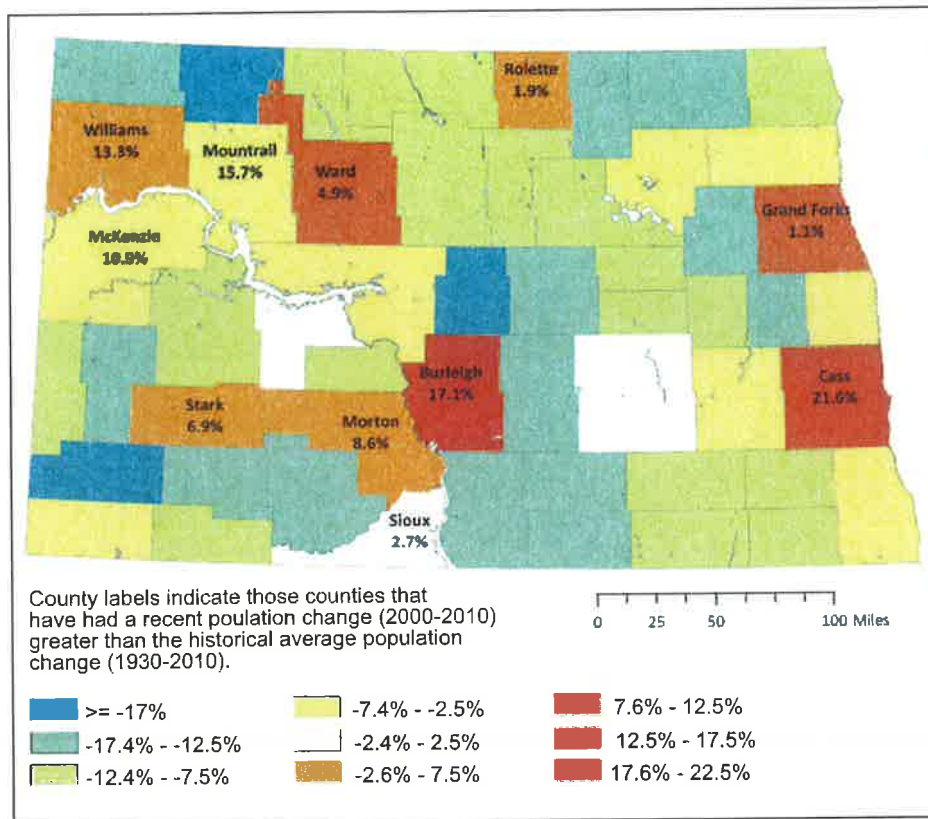 Rolette
1.9%
Williams
13.3%
Mountrail
15.7%
Ward
4.9%
Grand Forks
1.1%
McKenzie
10.9%
Burleigh
17.1%
Cass
21.6%
Stark
6.9%
Morton
8.6%
Sioux
2.7%
County labels indicate those counties that
have had a recent poulation change (2000-2010)
greater than the historical average population
change (1930-2010).
0 25 50 100 Miles
>= -17%
-17.4% - -12.5%
-12.4% - -7.5%
-7.4% - -2.5%
-2.4% - 2.5%
-2.6% - 7.5%
7.6% - 12.5%
12.5% - 17.5%
17.6% - 22.5%